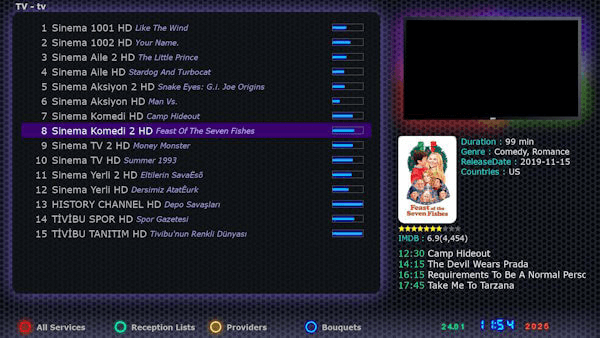 TV - tv
1 Sinema 1001 HD Like The Wind
2 Sinema 1002 HD Your Name.
3 Sinema Aile 2 HD The Little Prince
4 Sinema Aile HD Stardog And Turbocat
5 Sinema Aksiyon 2 HD Snake Eyes: G.i. Joe Origins
6 Sinema Aksiyon HD Man Vs.
7 Sinema Komedi HD Camp Hideout
8 Sinema Komedi 2 HD Feast Of The Seven Fishes
9 Sinema TV 2 HD Money Monster
10 Sinema TV HD Summer 1993
11 Sinema Yerli 2 HD Eltilerin SavaËsõ
12 Sinema Yerli HD Dersimiz AtatËurk
13 HISTORY CHANNEL HD Depo Savaşları
14 TİVİBU SPOR HD Spor Gazetesi
15 TİVİBU TANITIM HD Tivibu'nun Renkli Dünyası
Duration : 99 min
Genre : Comedy, Romance
ReleaseDate : 2019-11-15
Countries : US
Feast of the
Seven Fishes
IMDB : 6.9(4,454)
12:30 Camp Hideout
14:15 The Devil Wears Prada
16:15 Requirements To Be A Normal Perso
17:45 Take Me To Tarzana
All Services
Reception Lists
Providers
Bouquets
24.01 11:54 2025